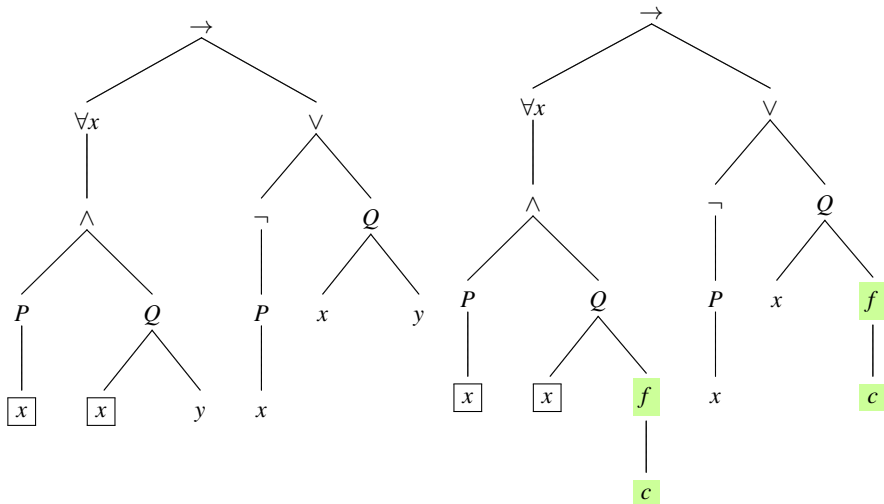 → →
∀x ∨ ∀x ∨
∧ ¬ Q ∧ ¬ Q
P Q P x y P Q P x f
x x y x x x f x c
c